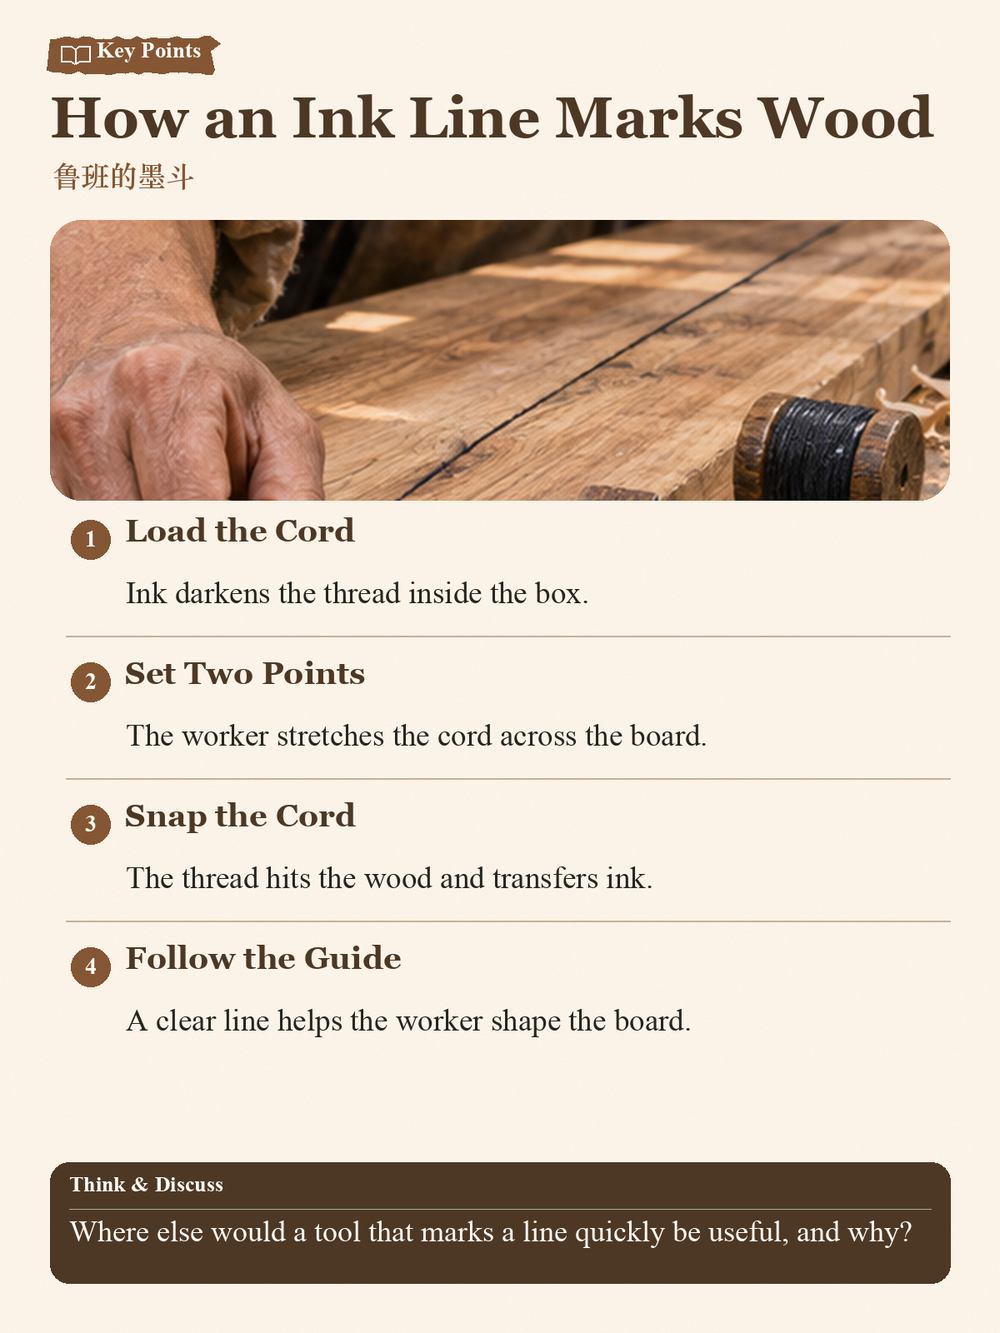 Key Points
How an Ink Line Marks Wood
鲁班的墨斗
1 Load the Cord
Ink darkens the thread inside the box.
2 Set Two Points
The worker stretches the cord across the board.
3 Snap the Cord
The thread hits the wood and transfers ink.
4 Follow the Guide
A clear line helps the worker shape the board.
Think & Discuss
Where else would a tool that marks a line quickly be useful, and why?